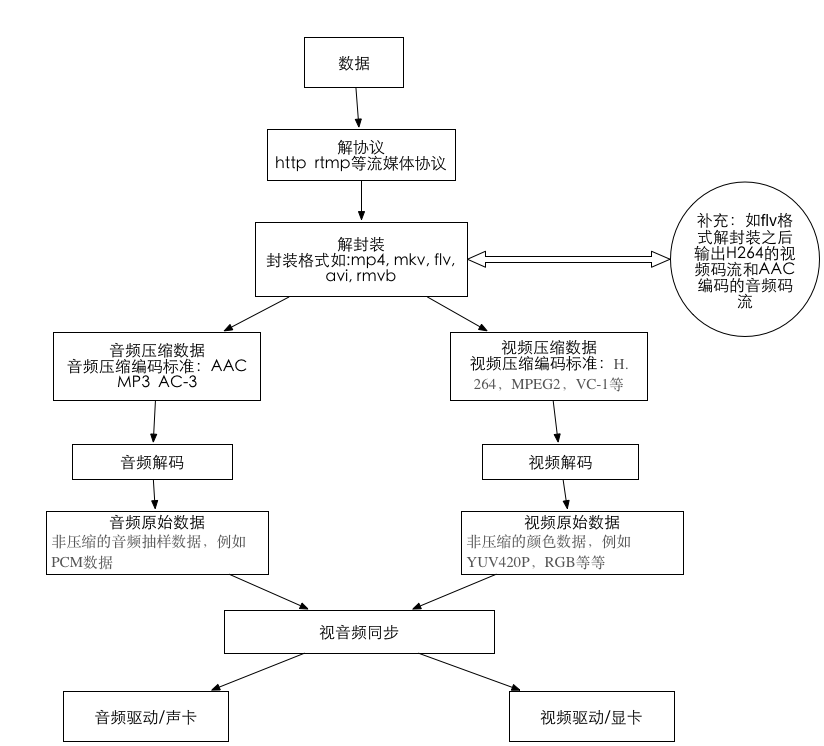 数据
解协议
http rtmp等流媒体协议
解封装
封装格式如:mp4, mkv, flv,
avi, rmvb
补充：如flv格
式解封装之后
输出H264的视
频码流和AAC
编码的音频码
流
音频压缩数据
音频压缩编码标准：AAC
MP3 AC-3
视频压缩数据
视频压缩编码标准：H.
264，MPEG2，VC-1等
音频解码
视频解码
音频原始数据
非压缩的音频抽样数据，例如
PCM数据
视频原始数据
非压缩的颜色数据，例如
YUV420P，RGB等等
视音频同步
音频驱动/声卡
视频驱动/显卡